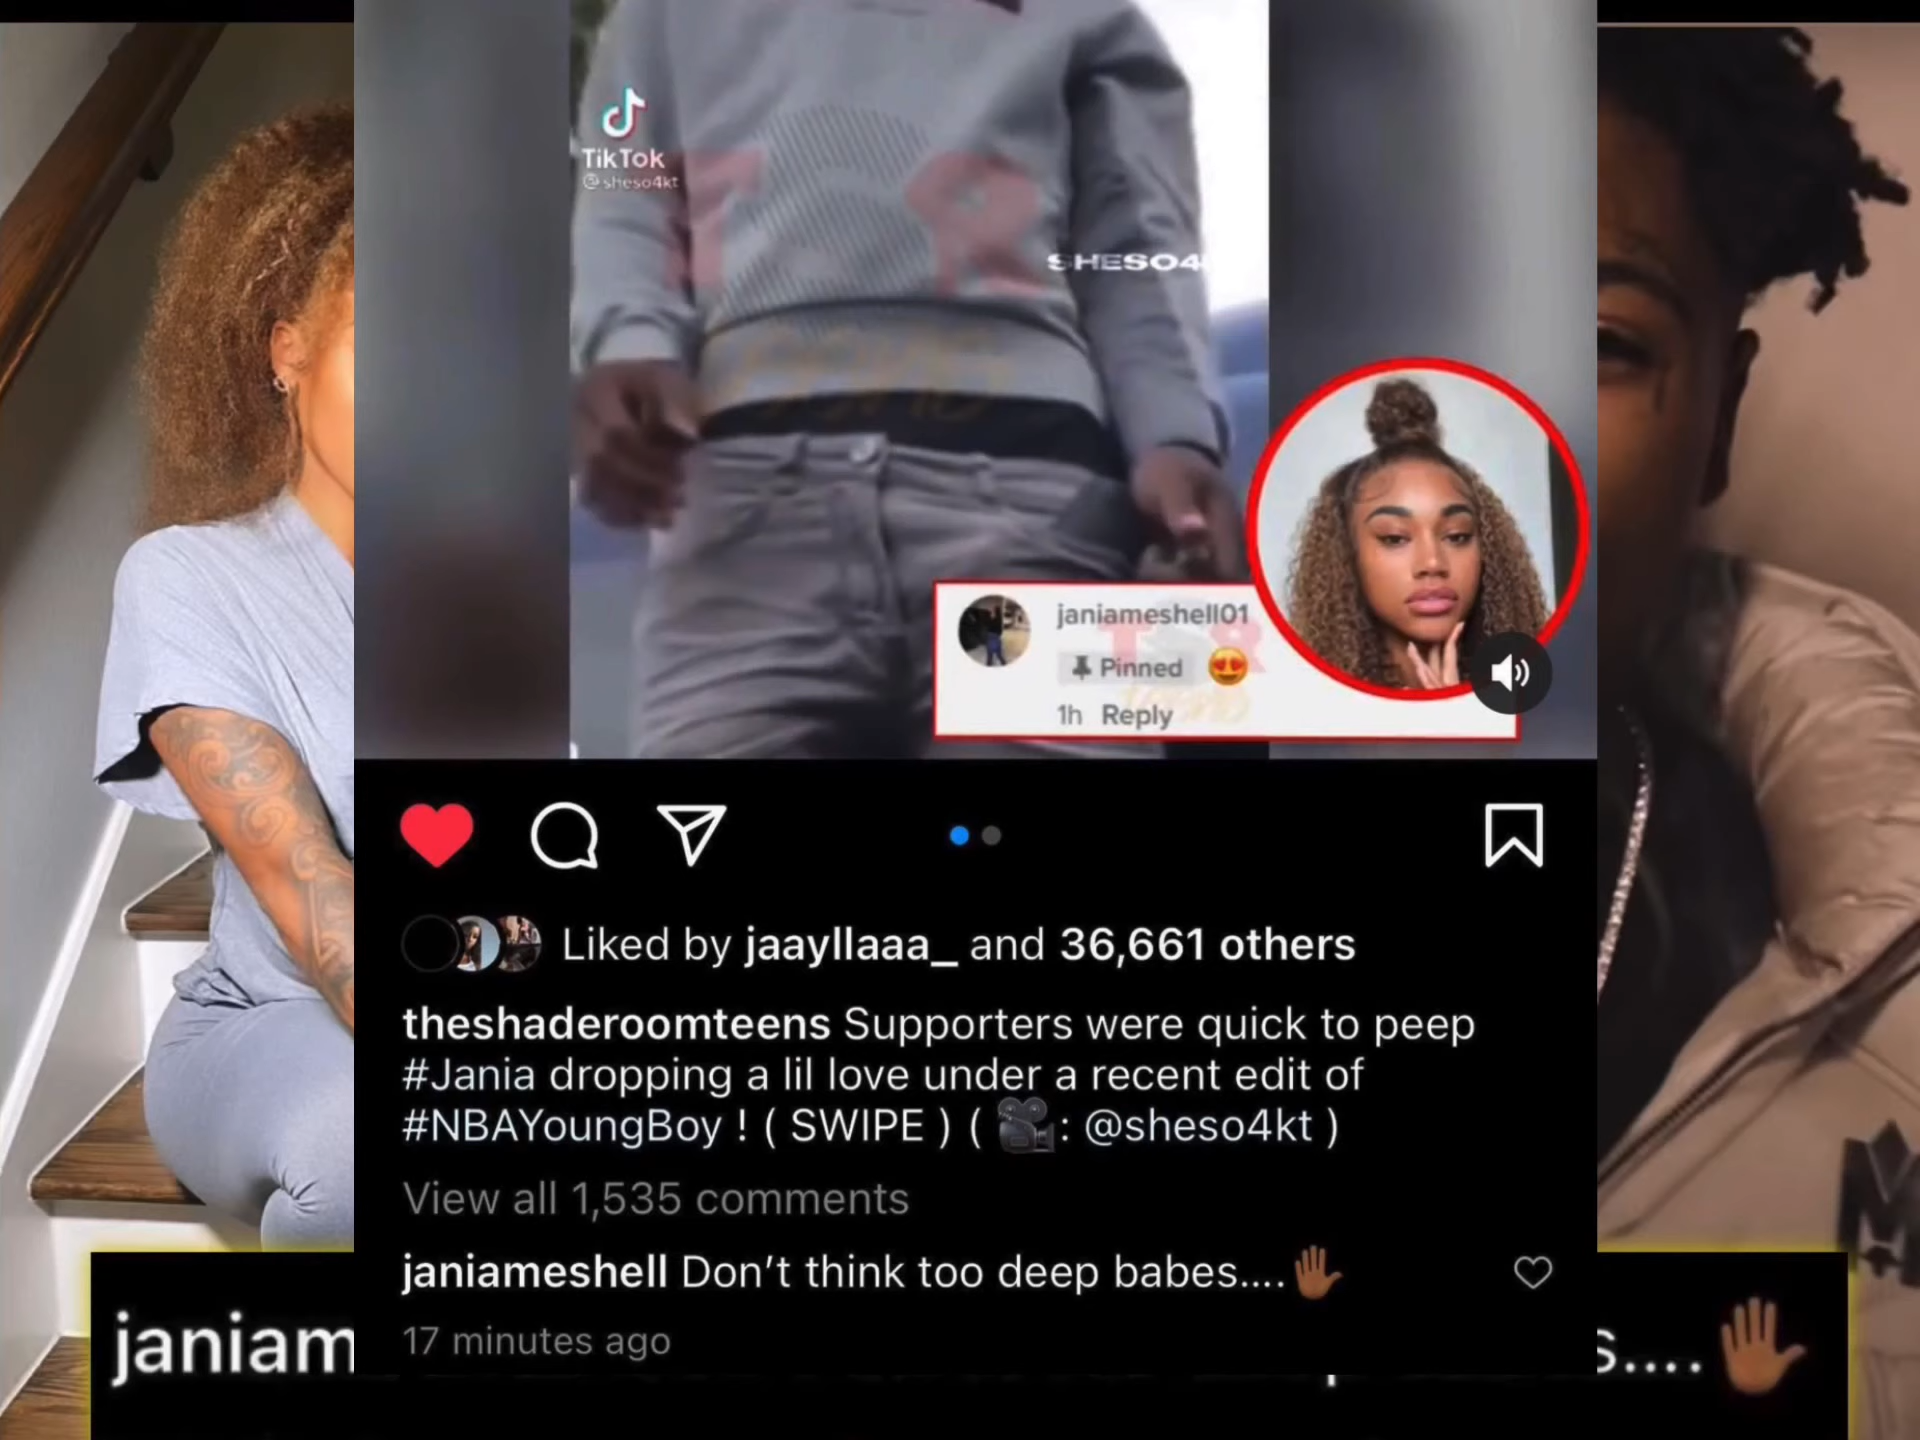 TikTok
@sheso4kt
T R
SHESO4
janiameshell01
Pinned 😍
1h Reply
Liked by jaayllaaa_ and 36,661 others
theshaderoomteens Supporters were quick to peep
#Jania dropping a lil love under a recent edit of
#NBAYoungBoy ! ( SWIPE ) ( 🎥: @sheso4kt )
View all 1,535 comments
janiameshell Don't think too deep babes....🤚🏾
17 minutes ago
janiam
s....🤚🏾